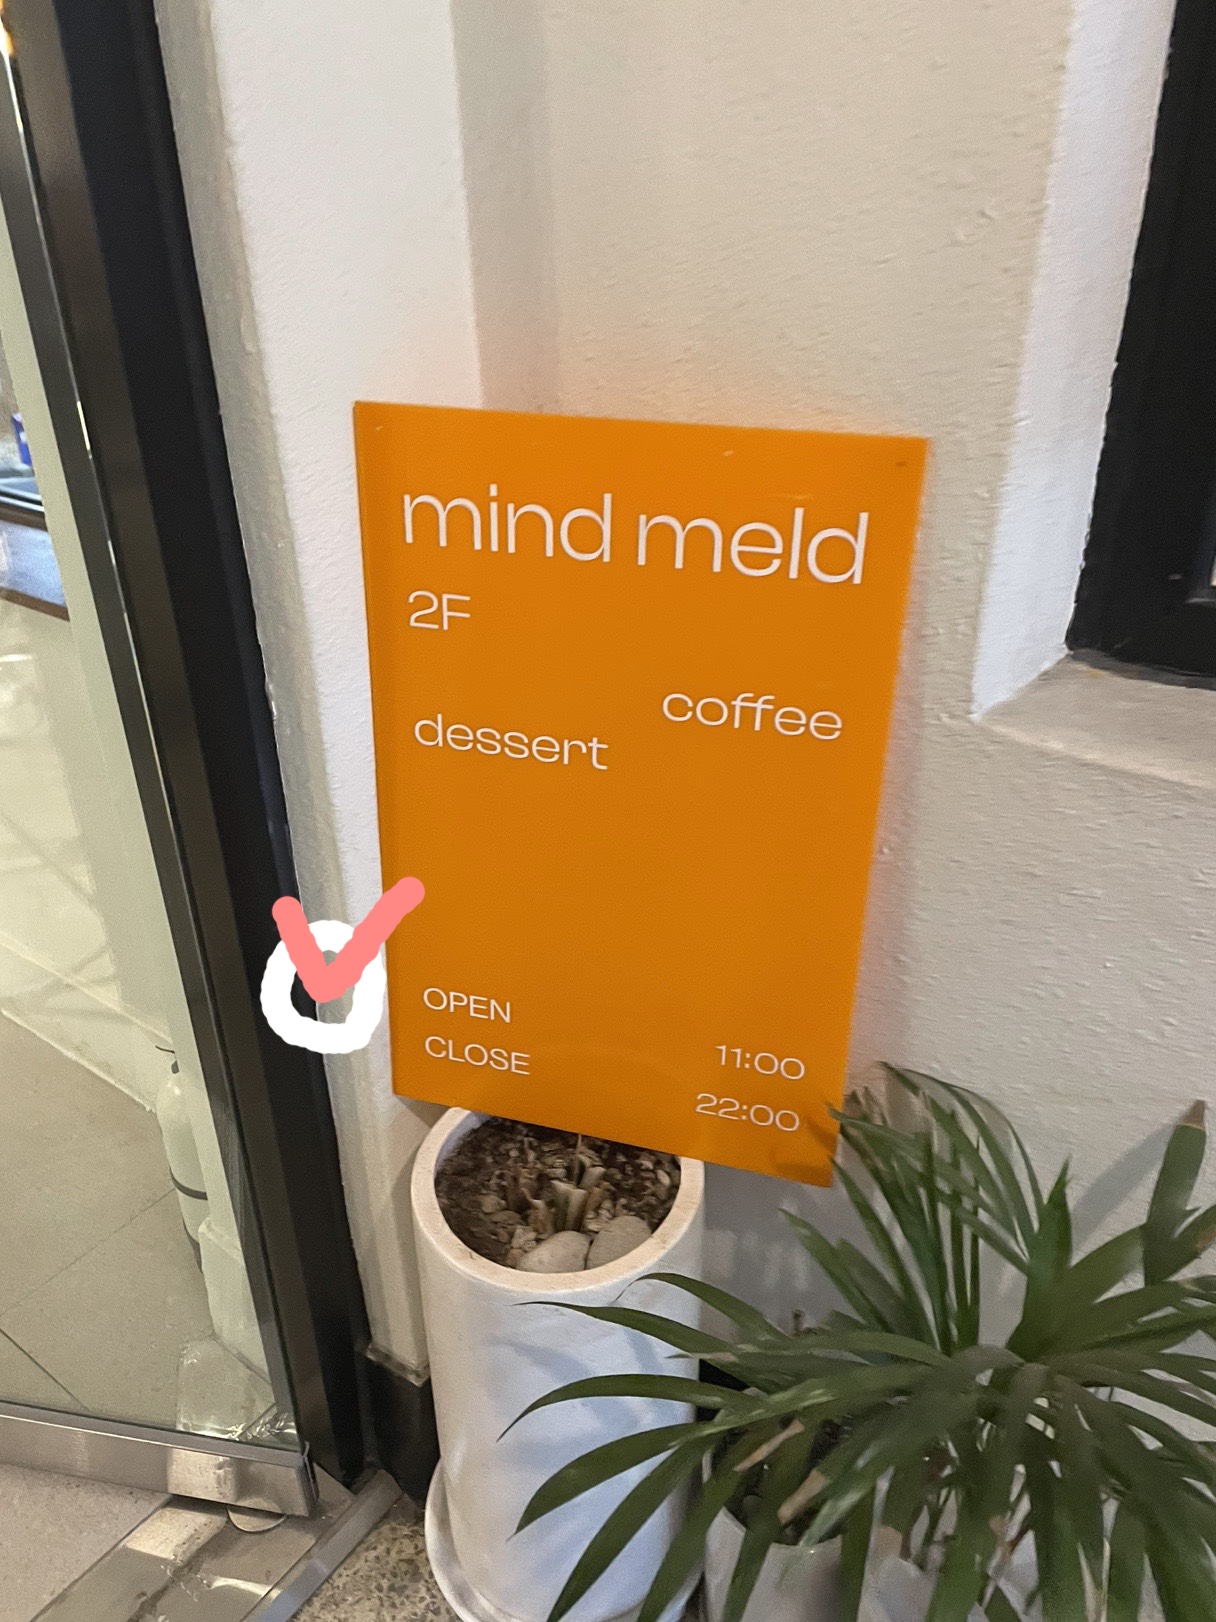 mind meld
2F
coffee
dessert
OPEN 11:00
CLOSE 22:00